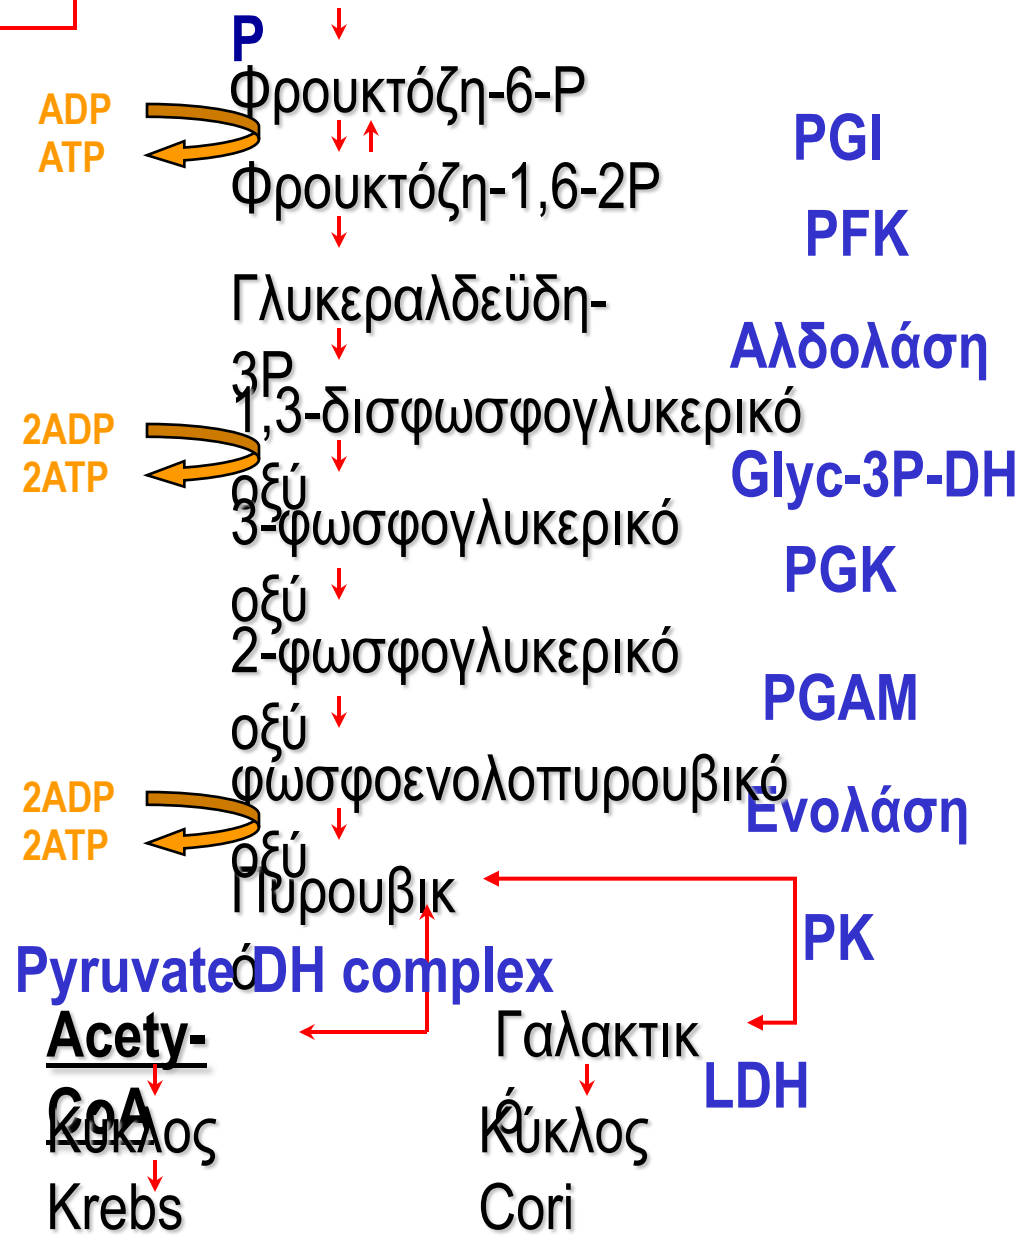 P
Φρουκτόζη-6-P
ADP
ATP
PGI
Φρουκτόζη-1,6-2P
PFK
Γλυκεραλδεϋδη-
3P
Αλδολάση
1,3-δισφωσφογλυκερικό
οξύ
2ADP
2ATP
Glyc-3P-DH
3-φωσφογλυκερικό
οξύ
PGK
2-φωσφογλυκερικό
οξύ
PGAM
φωσφοενολοπυρουβικό
οξύ
2ADP
2ATP
Ενολάση
Πυρουβικ
ό
PK
Pyruvate DH complex
Acety-
CoA
Γαλακτικ
ό
LDH
Κύκλος
Krebs
Κύκλος
Cori